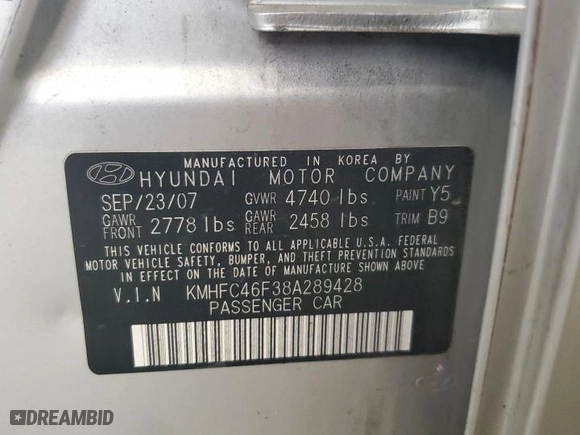 MANUFACTURED IN KOREA BY
HYUNDAI MOTOR COMPANY
SEP/23/07 GVWR 4740 lbs PAINT Y5
GAWR FRONT 2778 lbs GAWR REAR 2458 lbs TRIM B9
THIS VEHICLE CONFORMS TO ALL APPLICABLE U.S.A. FEDERAL
MOTOR VEHICLE SAFETY, BUMPER, AND THEFT PREVENTION STANDARDS
IN EFFECT ON THE DATE OF MANUFACTURE SHOWN ABOVE.
V.I.N KMHFC46F38A289428
PASSENGER CAR
DREAMBID